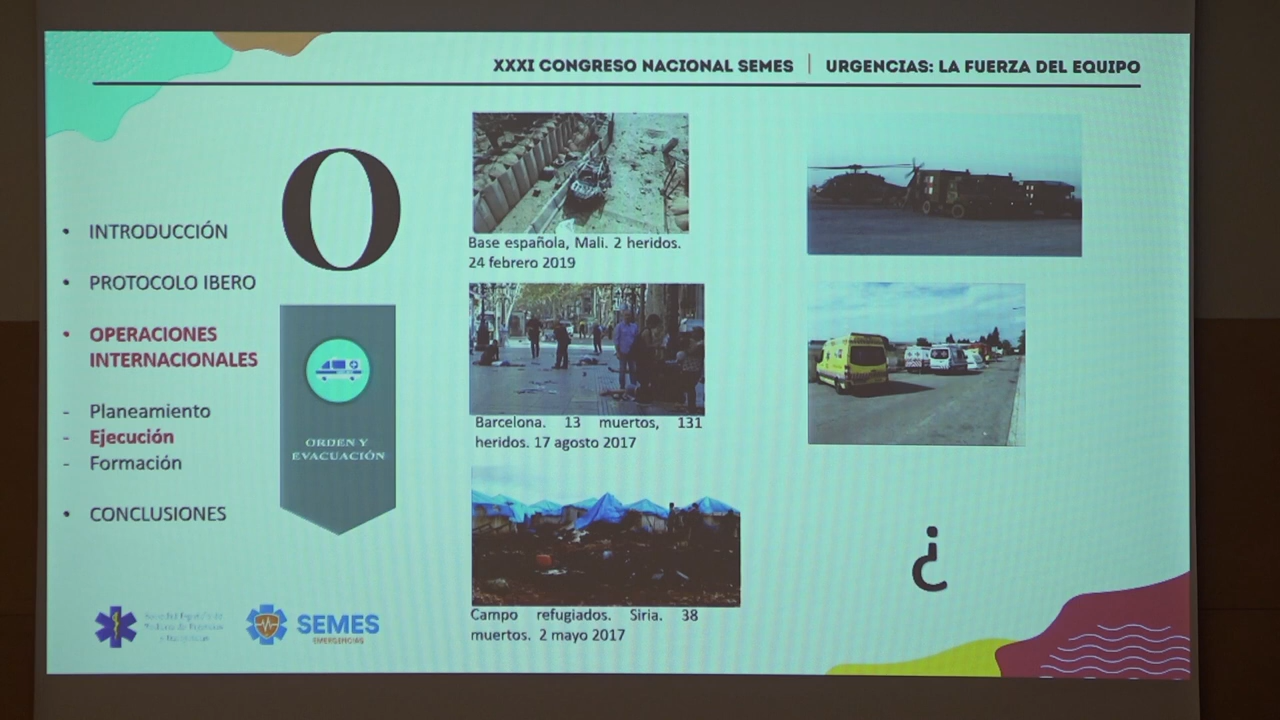 XXXI CONGRESO NACIONAL SEMES | URGENCIAS: LA FUERZA DEL EQUIPO
• INTRODUCCIÓN
• PROTOCOLO IBERO
• OPERACIONES
INTERNACIONALES
- Planeamiento
- Ejecución
- Formación
• CONCLUSIONES
O
ORDEN Y
EVACUACIÓN
Base española, Mali. 2 heridos.
24 febrero 2019
Barcelona. 13 muertos, 131
heridos. 17 agosto 2017
Campo refugiados. Siria. 38
muertos. 2 mayo 2017
¿
SEMES
EMERGENCIAS